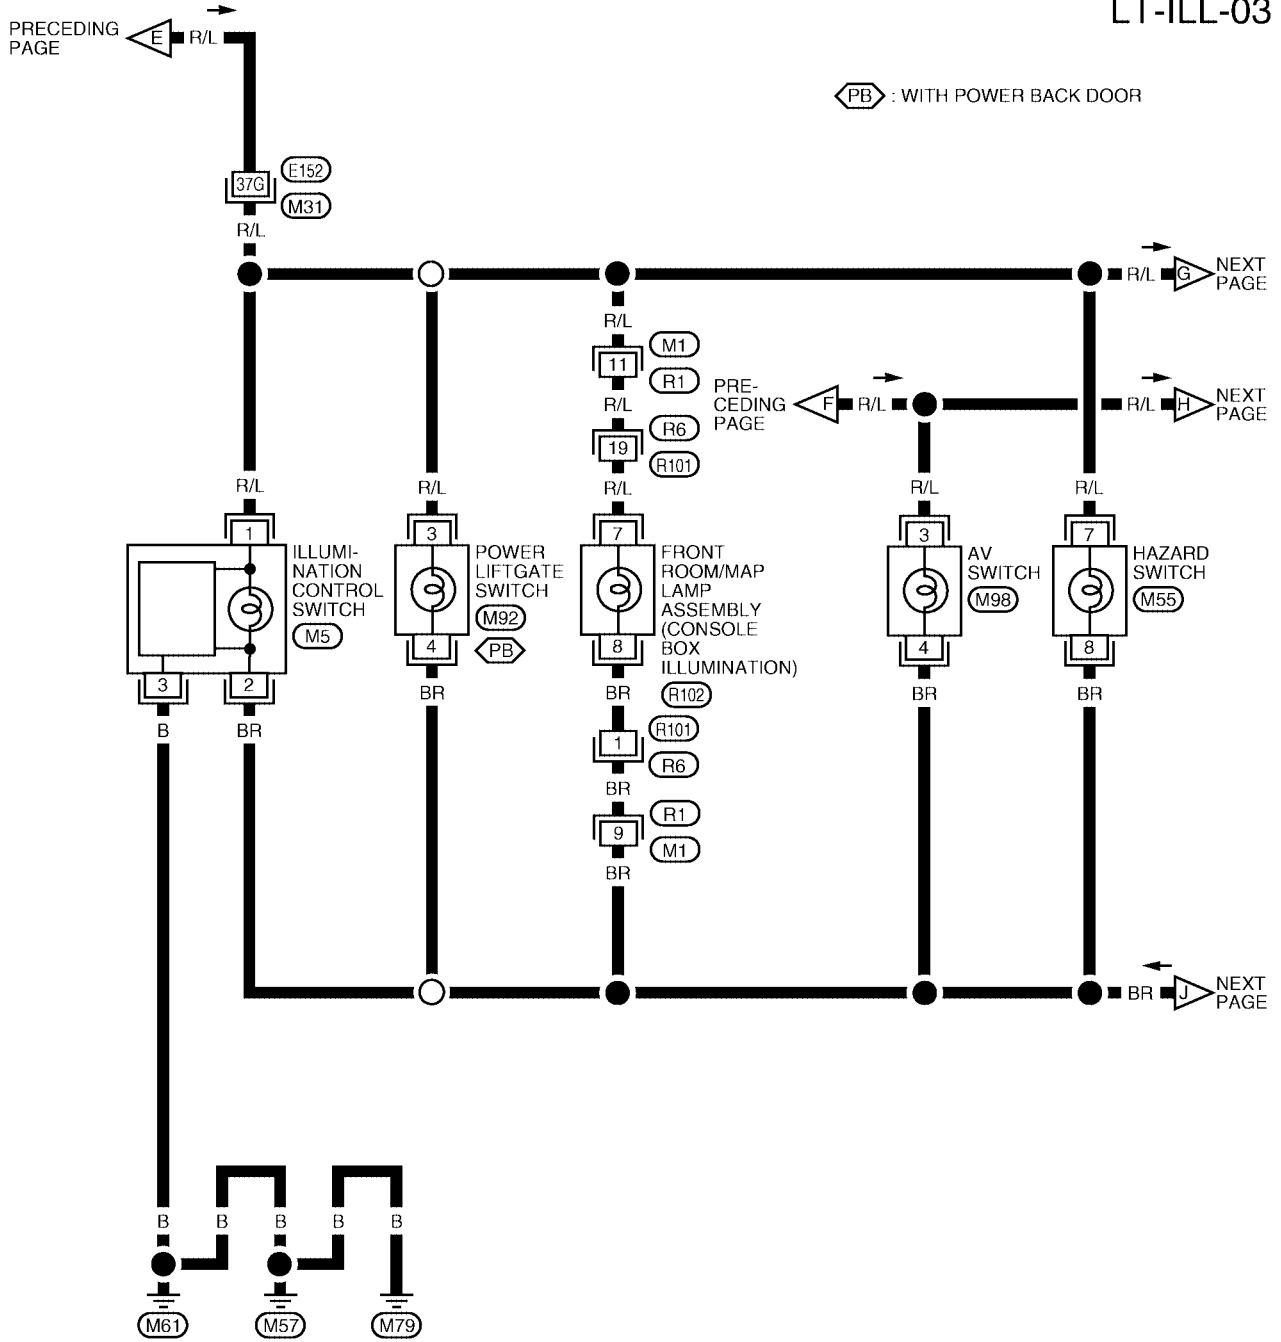 LT-ILL-03
PRECEDING
PAGE
E
R/L
PB : WITH POWER BACK DOOR
37G
E152
M31
R/L
R/L
G
NEXT
PAGE
R/L
11
M1
R1
R/L
19
R6
R101
R/L
PRE-
CEDING
PAGE
F
R/L
R/L
H
NEXT
PAGE
R/L
R/L
R/L
R/L
1
ILLUMI-
NATION
CONTROL
SWITCH
M5
3
2
B
BR
3
POWER
LIFTGATE
SWITCH
M92
PB
4
BR
7
FRONT
ROOM/MAP
LAMP
ASSEMBLY
(CONSOLE
BOX
ILLUMINATION)
R102
8
BR
R101
1
R6
BR
R1
9
M1
BR
3
AV
SWITCH
M98
4
BR
7
HAZARD
SWITCH
M55
8
BR
BR
J
NEXT
PAGE
B
B
B
B
B
M61
M57
M79